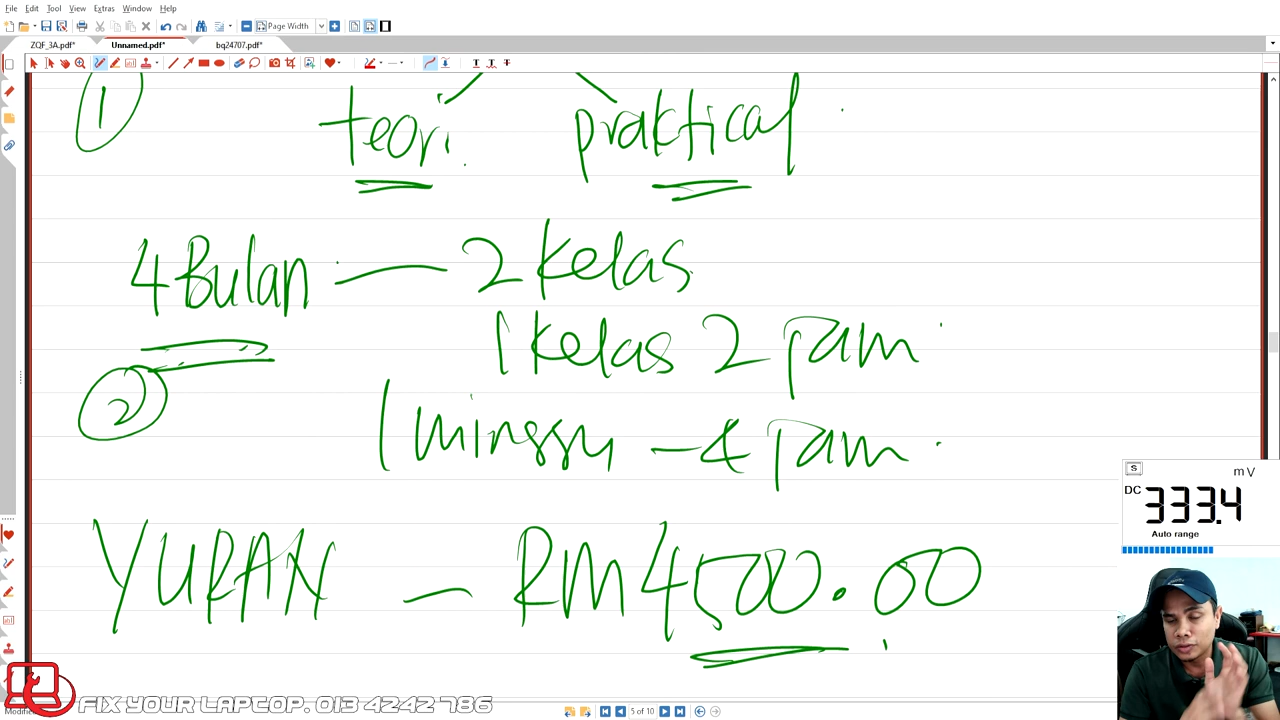 File Edit Tool View Extras Window Help
Page Width
ZQF_3A.pdf* Unnamed.pdf* bq24707.pdf*
1
teori praktical
4 Bulan — 2 Kelas
1 kelas 2 jam
2
1 minggu — 4 jam
YURAN — RM4500.00
S mV
DC 333.4
Auto range
FIX YOUR LAPTOP. 013 4242 786
5 of 10